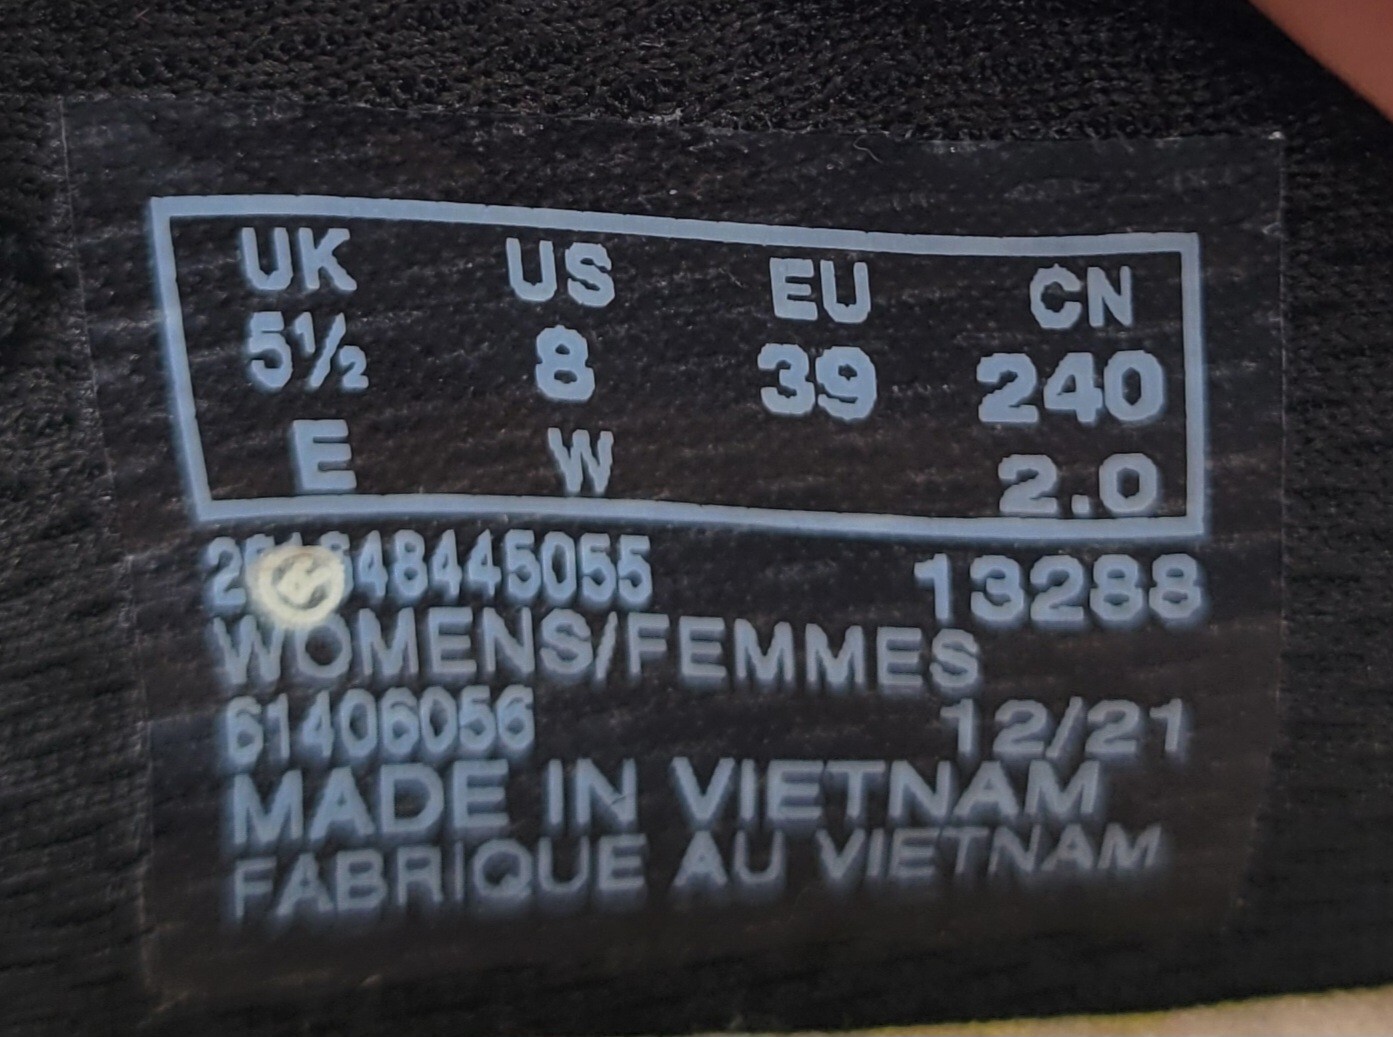 UK US EU CN
5½ 8 39 240
E W 2.0
13288
WOMENS/FEMMES
61406056 12/21
MADE IN VIETNAM
FABRIQUE AU VIETNAM